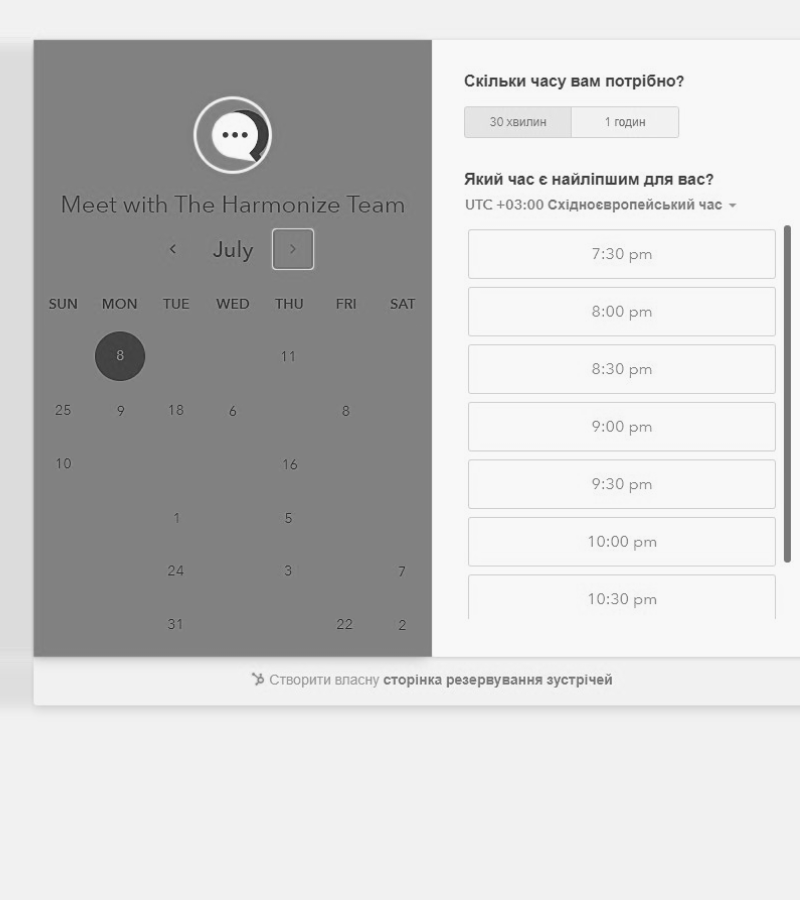 Meet with The Harmonize Team
July
SUN MON TUE WED THU FRI SAT
8 11
25 9 18 6 8
10 16
1 5
24 3 7
31 22 2
Скільки часу вам потрібно?
30 хвилин 1 годин
Який час є найліпшим для вас?
UTC +03:00 Східноєвропейський час
7:30 pm
8:00 pm
8:30 pm
9:00 pm
9:30 pm
10:00 pm
10:30 pm
Створити власну сторінка резервування зустрічей